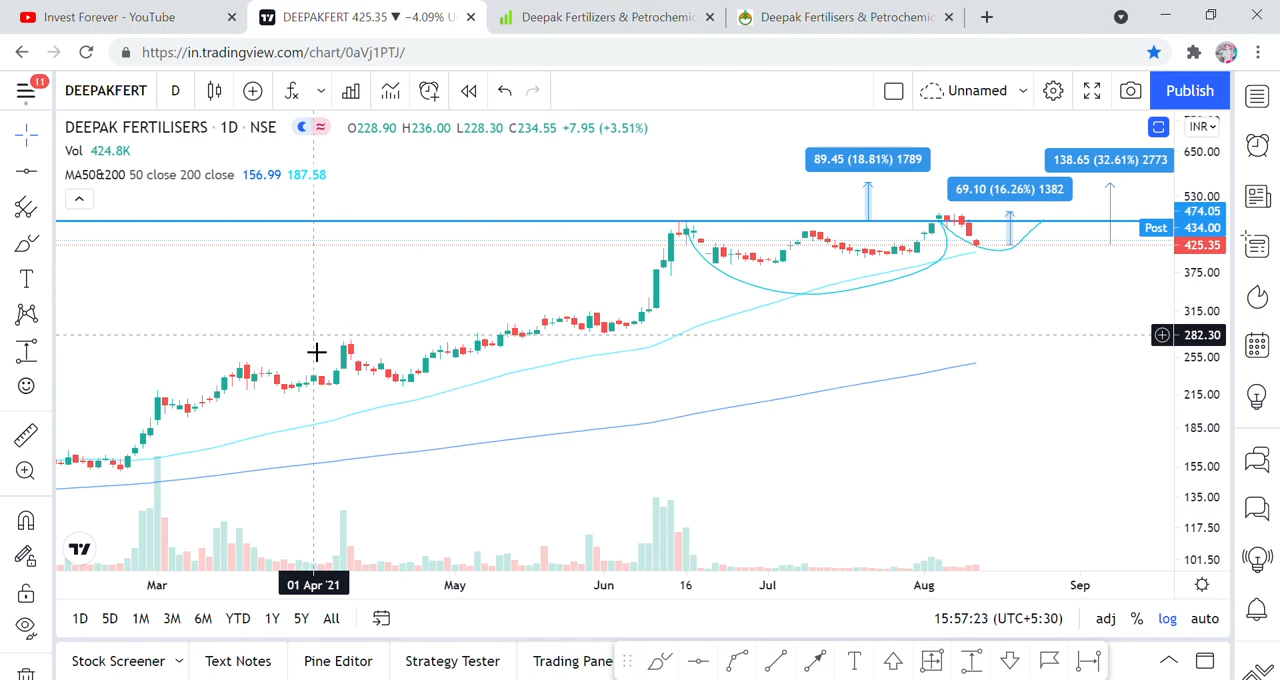 Invest Forever - YouTube
DEEPAKFERT 425.35 ▼ −4.09% U
Deepak Fertilizers & Petrochemic
Deepak Fertilisers & Petrochemic
https://in.tradingview.com/chart/0aVj1PTJ/
11
DEEPAKFERT D
Unnamed
Publish
DEEPAK FERTILISERS · 1D · NSE
O228.90 H236.00 L228.30 C234.55 +7.95 (+3.51%)
INR
Vol 424.8K
MA50&200 50 close 200 close 156.99 187.58
89.45 (18.81%) 1789
138.65 (32.61%) 2773
69.10 (16.26%) 1382
650.00
530.00
474.05
Post 434.00
425.35
375.00
315.00
282.30
255.00
215.00
185.00
155.00
135.00
117.50
101.50
Mar
01 Apr '21
May
Jun
16
Jul
Aug
Sep
1D 5D 1M 3M 6M YTD 1Y 5Y All
15:57:23 (UTC+5:30)
adj % log auto
Stock Screener
Text Notes
Pine Editor
Strategy Tester
Trading Pane